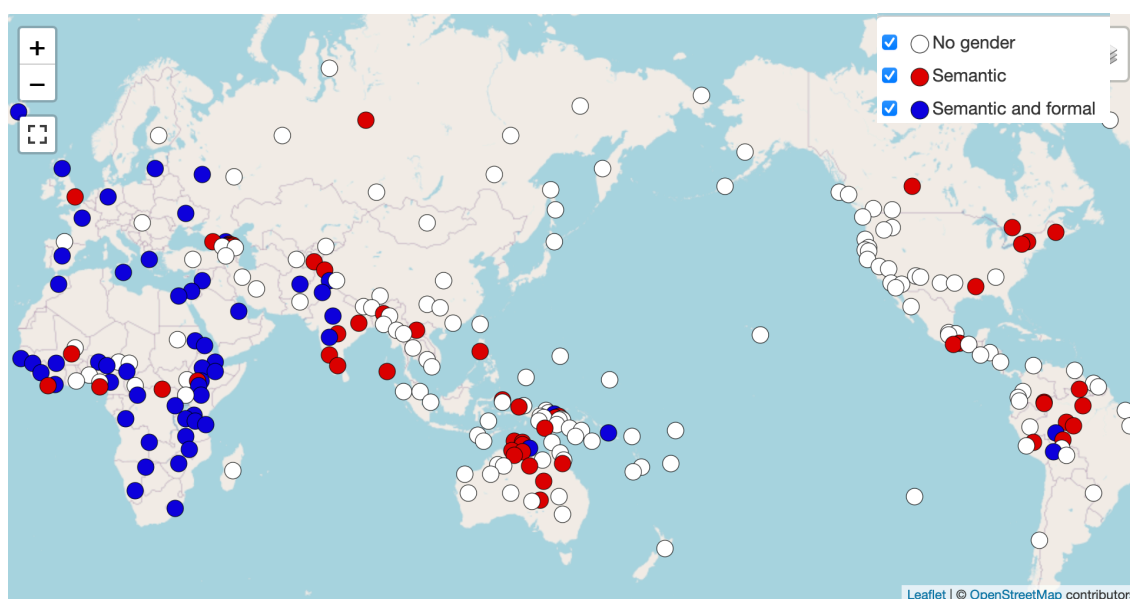 +
−
No gender
Semantic
Semantic and formal
Leaflet | © OpenStreetMap contributor